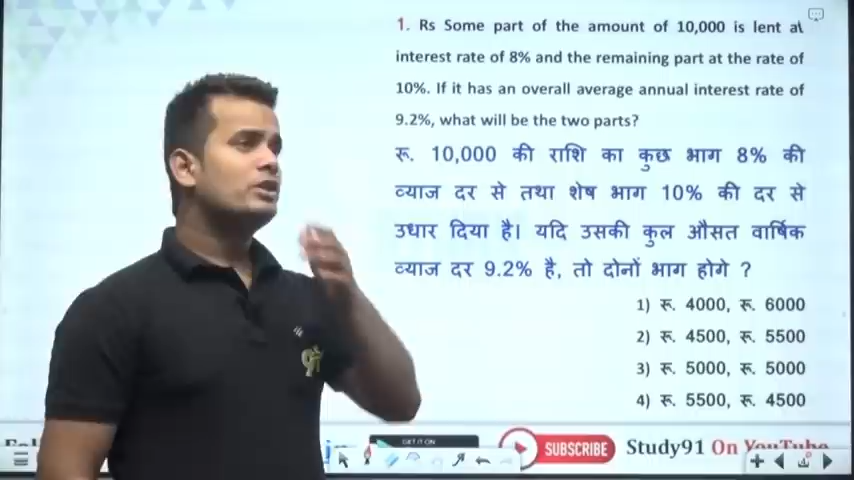 1. Rs Some part of the amount of 10,000 is lent at
interest rate of 8% and the remaining part at the rate of
10%. If it has an overall average annual interest rate of
9.2%, what will be the two parts?
रू. 10,000 की राशि का कुछ भाग 8% की
व्याज दर से तथा शेष भाग 10% की दर से
उधार दिया है। यदि उसकी कुल औसत वार्षिक
व्याज दर 9.2% है, तो दोनों भाग होगे ?
1) रू. 4000, रू. 6000
2) रू. 4500, रू. 5500
3) रू. 5000, रू. 5000
4) रू. 5500, रू. 4500
GET IT ON
SUBSCRIBE
Study91 On YouTube